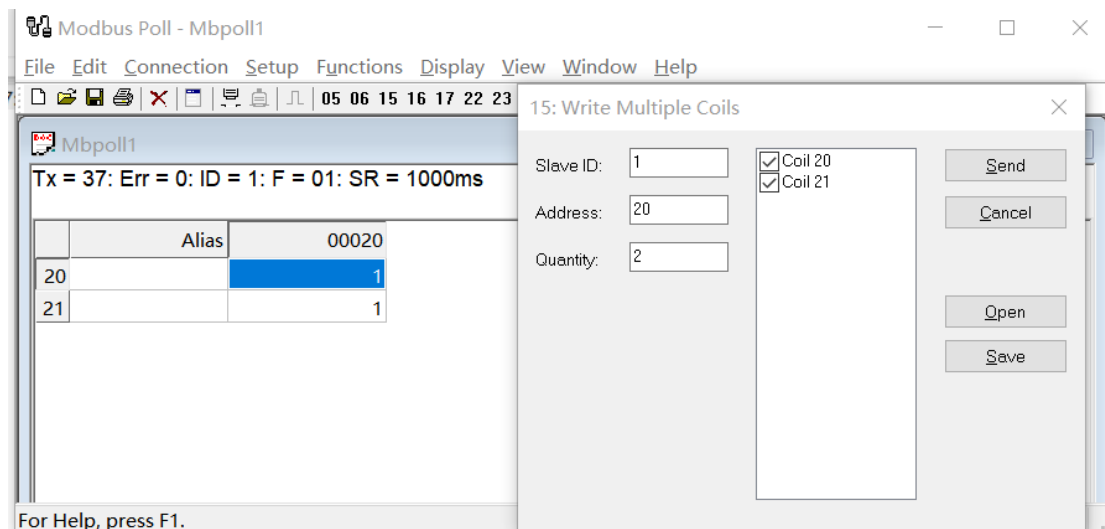 Modbus Poll - Mbpoll1
File Edit Connection Setup Functions Display View Window Help
05 06 15 16 17 22 23
Mbpoll1
Tx = 37: Err = 0: ID = 1: F = 01: SR = 1000ms
Alias 00020
20 1
21 1
For Help, press F1.
15: Write Multiple Coils
Slave ID: 1
Address: 20
Quantity: 2
Coil 20
Coil 21
Send
Cancel
Open
Save